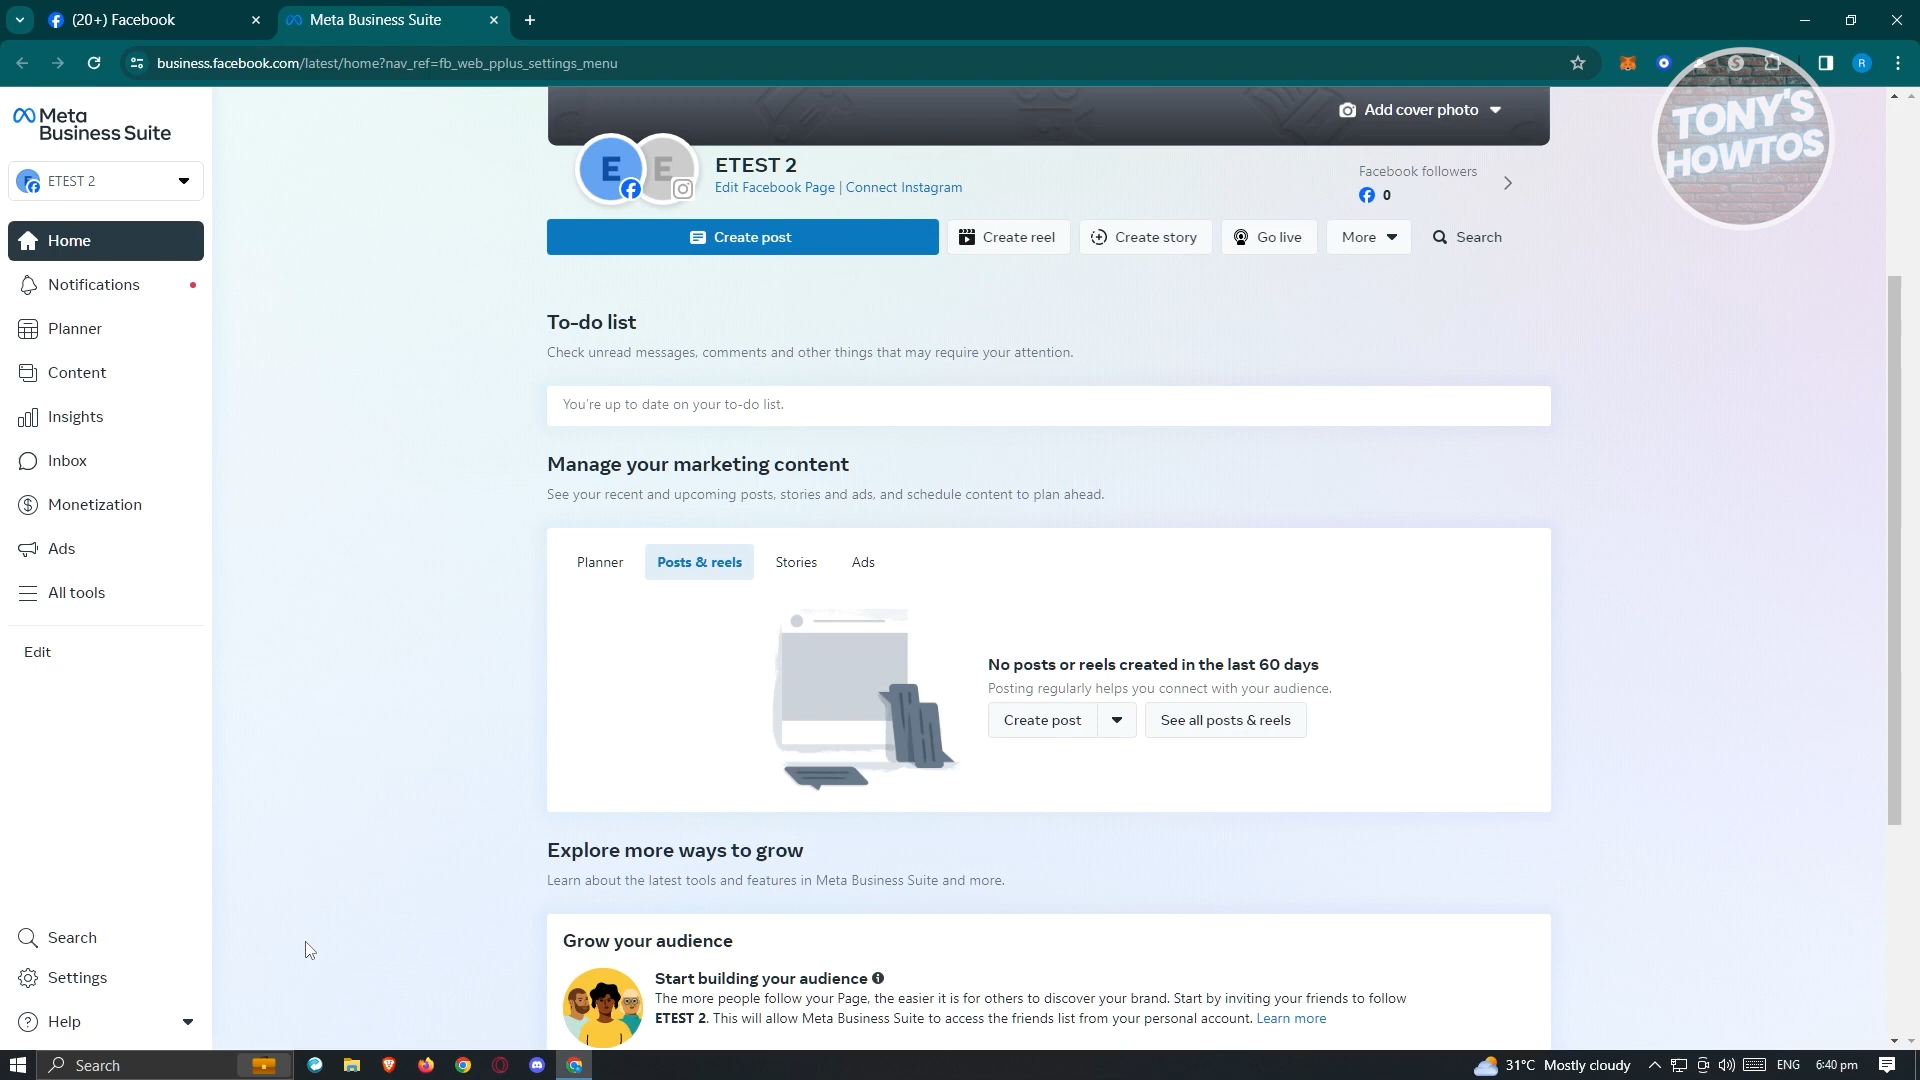 (20+) Facebook
Meta Business Suite
business.facebook.com/latest/home?nav_ref=fb_web_pplus_settings_menu
R
TONY'S
HOWTOS
Meta
Business Suite
ETEST 2
Home
Notifications
Planner
Content
Insights
Inbox
Monetization
Ads
All tools
Edit
Search
Settings
Help
Add cover photo
E
E
ETEST 2
Edit Facebook Page | Connect Instagram
Facebook followers
0
Create post
Create reel
Create story
Go live
More
Search
To-do list
Check unread messages, comments and other things that may require your attention.
You're up to date on your to-do list.
Manage your marketing content
See your recent and upcoming posts, stories and ads, and schedule content to plan ahead.
Planner
Posts & reels
Stories
Ads
No posts or reels created in the last 60 days
Posting regularly helps you connect with your audience.
Create post
See all posts & reels
Explore more ways to grow
Learn about the latest tools and features in Meta Business Suite and more.
Grow your audience
Start building your audience
The more people follow your Page, the easier it is for others to discover your brand. Start by inviting your friends to follow
ETEST 2. This will allow Meta Business Suite to access the friends list from your personal account. Learn more
Search
31°C Mostly cloudy
ENG
6:40 pm